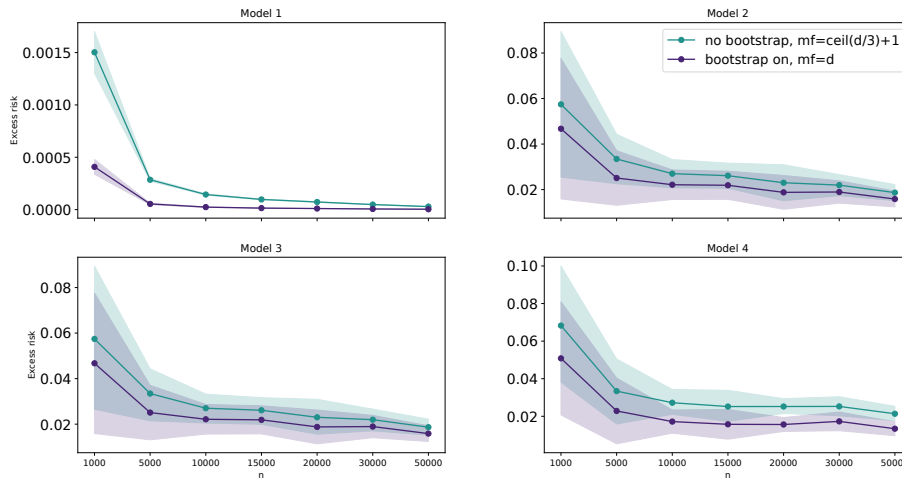 Model 1
Excess risk
0.0015
0.0010
0.0005
0.0000
Model 2
0.08
0.06
0.04
0.02
no bootstrap, mf=ceil(d/3)+1
bootstrap on, mf=d
Model 3
Excess risk
0.08
0.06
0.04
0.02
1000 5000 10000 15000 20000 30000 50000
n
Model 4
0.10
0.08
0.06
0.04
0.02
1000 5000 10000 15000 20000 30000 5000
n